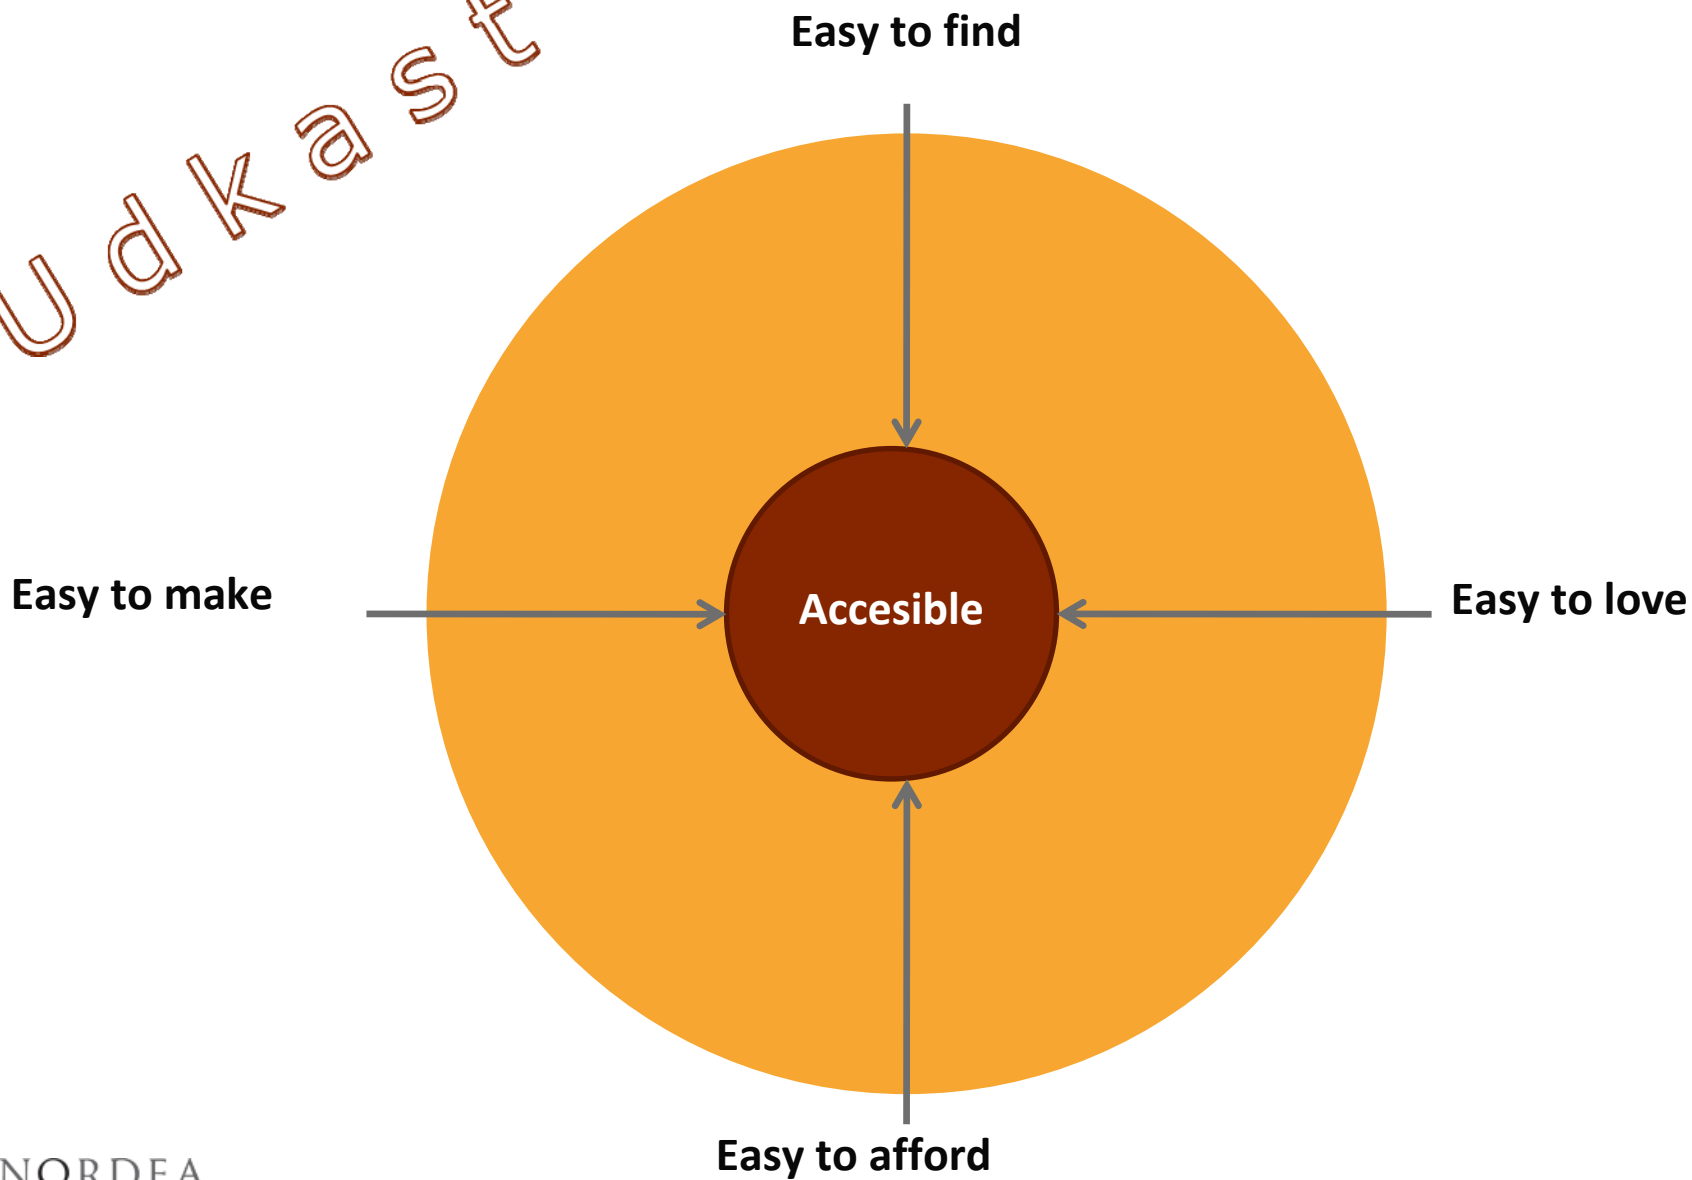 Udkast
Easy to find
Easy to make
Accesible
Easy to love
Easy to afford
NORDEA